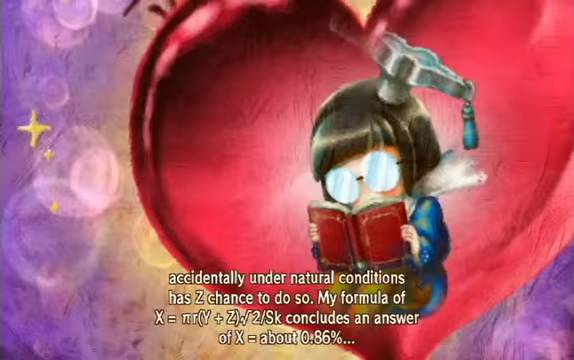 accidentally under natural conditions
has Z chance to do so. My formula of
X = πr(Y + Z)√2/Sk concludes an answer
of X = about 0.86%...